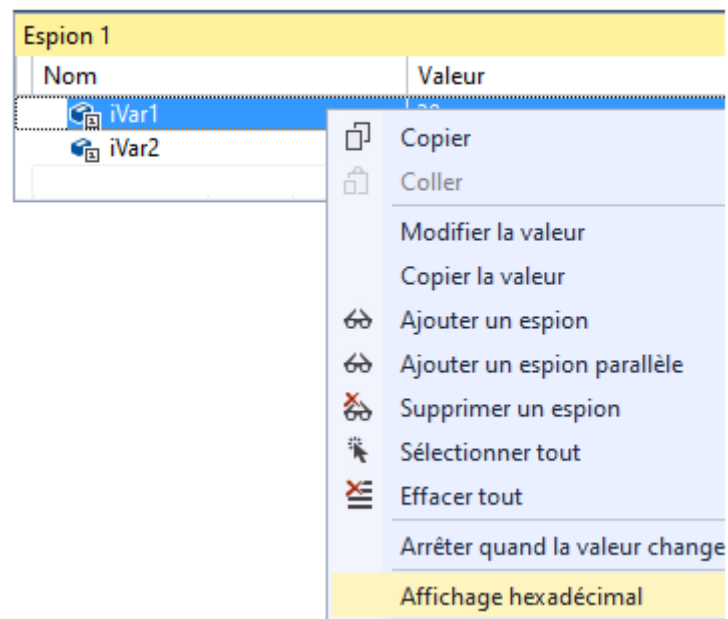 Espion 1
Nom Valeur
iVar1
iVar2
Copier
Coller
Modifier la valeur
Copier la valeur
Ajouter un espion
Ajouter un espion parallèle
Supprimer un espion
Sélectionner tout
Effacer tout
Arrêter quand la valeur change
Affichage hexadécimal